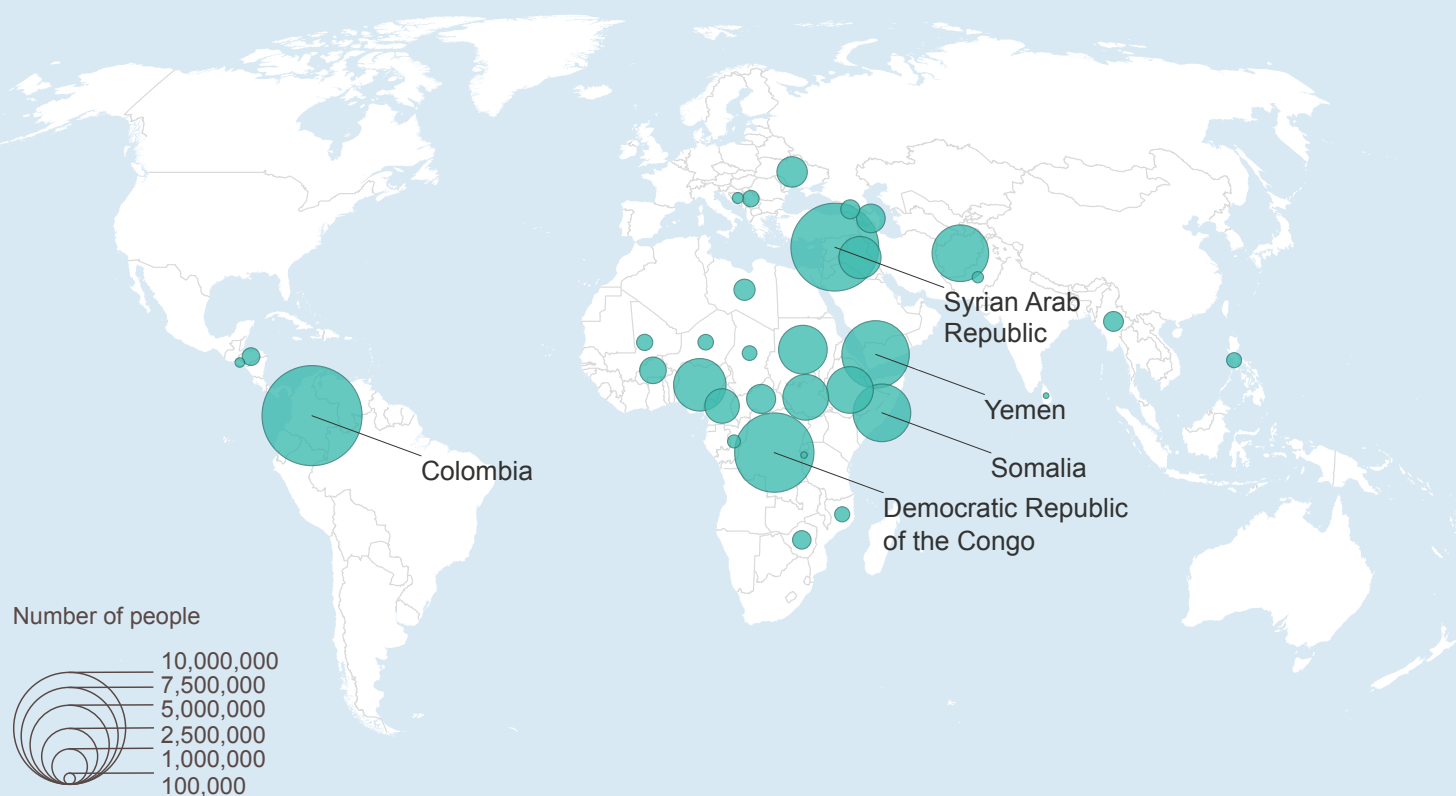 Syrian Arab
Republic
Yemen
Colombia
Somalia
Democratic Republic
of the Congo
Number of people
10,000,000
7,500,000
5,000,000
2,500,000
1,000,000
100,000